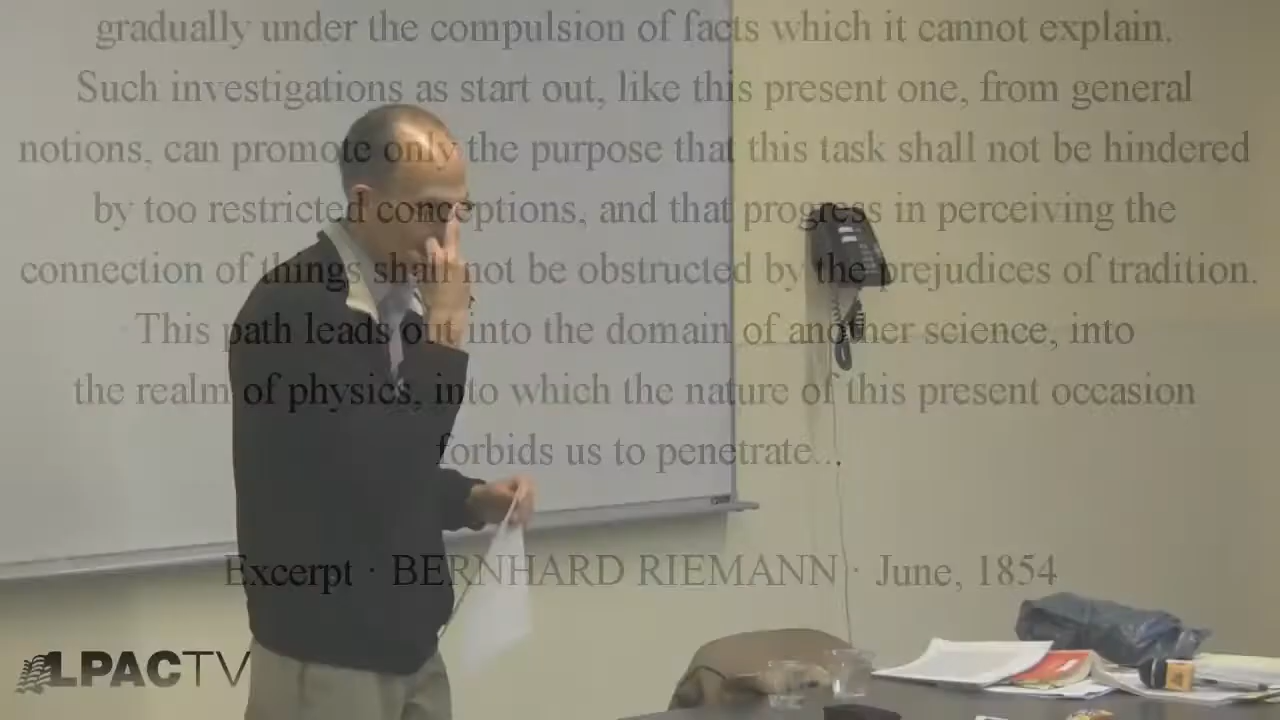 gradually under the compulsion of facts which it cannot explain.
Such investigations as start out, like this present one, from general
notions, can promote only the purpose that this task shall not be hindered
by too restricted conceptions, and that progress in perceiving the
connection of things shall not be obstructed by the prejudices of tradition.
This path leads out into the domain of another science, into
the realm of physics, into which the nature of this present occasion
forbids us to penetrate...
Excerpt · BERNHARD RIEMANN · June, 1854
LPACTV